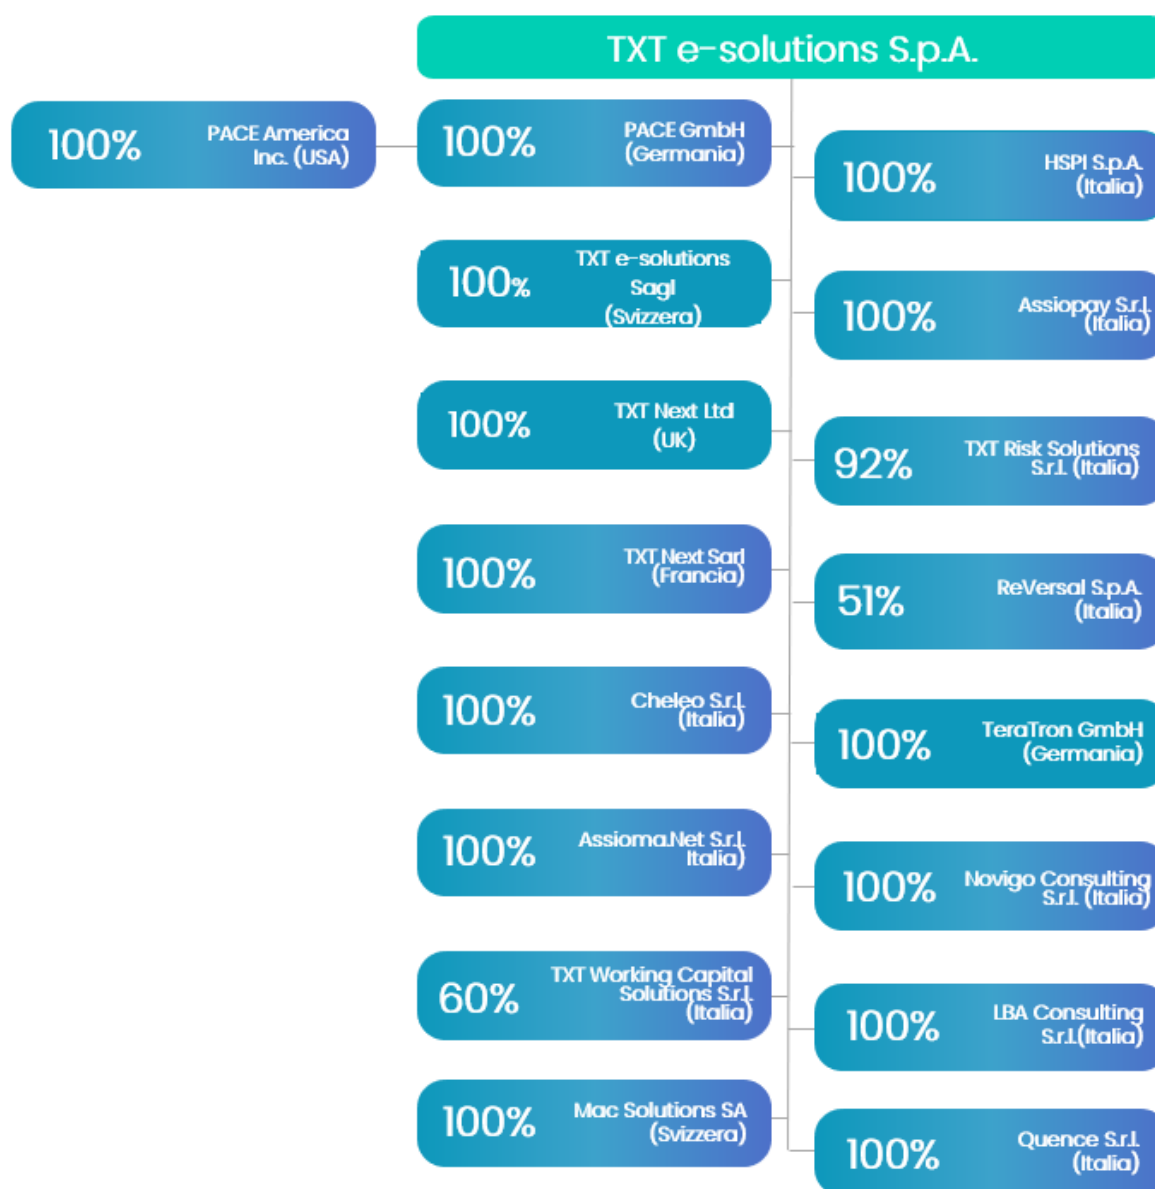 TXT e-solutions S.p.A.
100%
PACE America
Inc. (USA)
100%
PACE GmbH
(Germania)
100%
HSPI S.p.A.
(Italia)
100%
TXT e-solutions
Sagl
(Svizzera)
100%
Assiopay S.r.l.
(Italia)
100%
TXT Next Ltd
(UK)
92%
TXT Risk Solutions
S.r.l. (Italia)
100%
TXT Next Sarl
(Francia)
51%
ReVersal S.p.A.
(Italia)
100%
Cheleo S.r.l.
(Italia)
100%
TeraTron GmbH
(Germania)
100%
Assioma.Net S.r.l.
Italia)
100%
Novigo Consulting
S.r.l. (Italia)
60%
TXT Working Capital
Solutions S.r.l.
(Italia)
100%
LBA Consulting
S.r.l.(Italia)
100%
Mac Solutions SA
(Svizzera)
100%
Quence S.r.l.
(Italia)